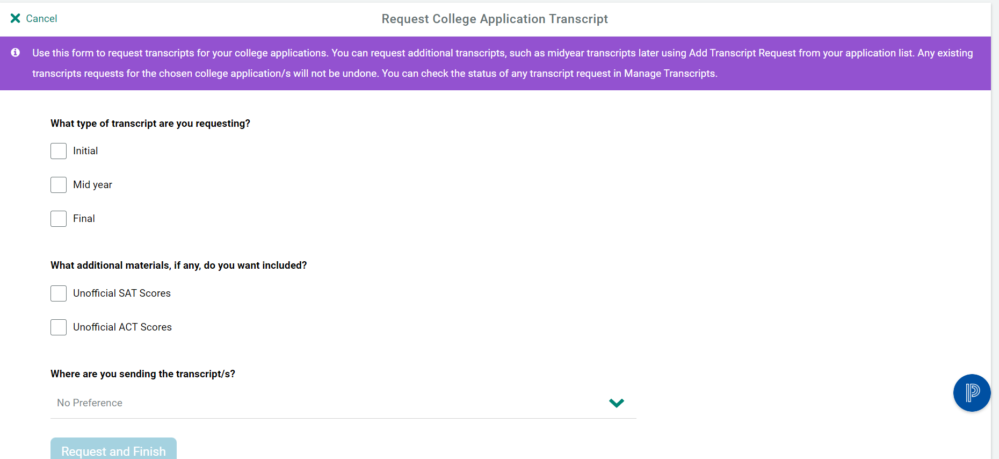 Cancel
Request College Application Transcript
Use this form to request transcripts for your college applications. You can request additional transcripts, such as midyear transcripts later using Add Transcript Request from your application list. Any existing
transcripts requests for the chosen college application/s will not be undone. You can check the status of any transcript request in Manage Transcripts.
What type of transcript are you requesting?
Initial
Mid year
Final
What additional materials, if any, do you want included?
Unofficial SAT Scores
Unofficial ACT Scores
Where are you sending the transcript/s?
No Preference
Request and Finish